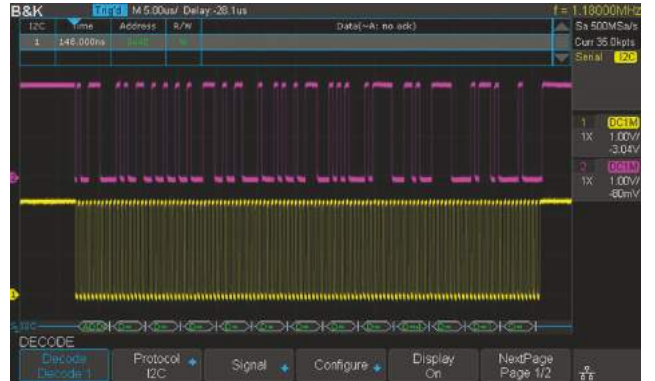 B&K Trig'd M 5.00us/ Delay:-28.1us f = 1.18000MHz
I2C Time Address R/W Data(~A: no ack) Sa 500MSa/s
1 148.000ns Curr 35.0kpts
Serial I2C
1 DC1M
1X 1.00V/
-3.04V
2 DC1M
1X 1.00V/
-80mV
DECODE
Decode Protocol Signal Configure Display NextPage
Decode 1 I2C On Page 1/2